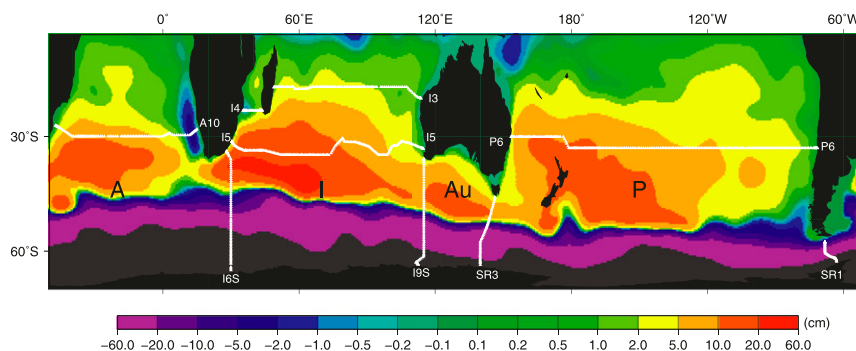 0° 60°E 120°E 180° 120°W 60°W
I4 I3
A10
30°S I5 I5 P6 P6
A I Au P
60°S
I6S I9S SR3 SR1
(cm)
−60.0 −20.0 −10.0 −5.0 −2.0 −1.0 −0.5 −0.2 −0.1 0.1 0.2 0.5 1.0 2.0 5.0 10.0 20.0 60.0